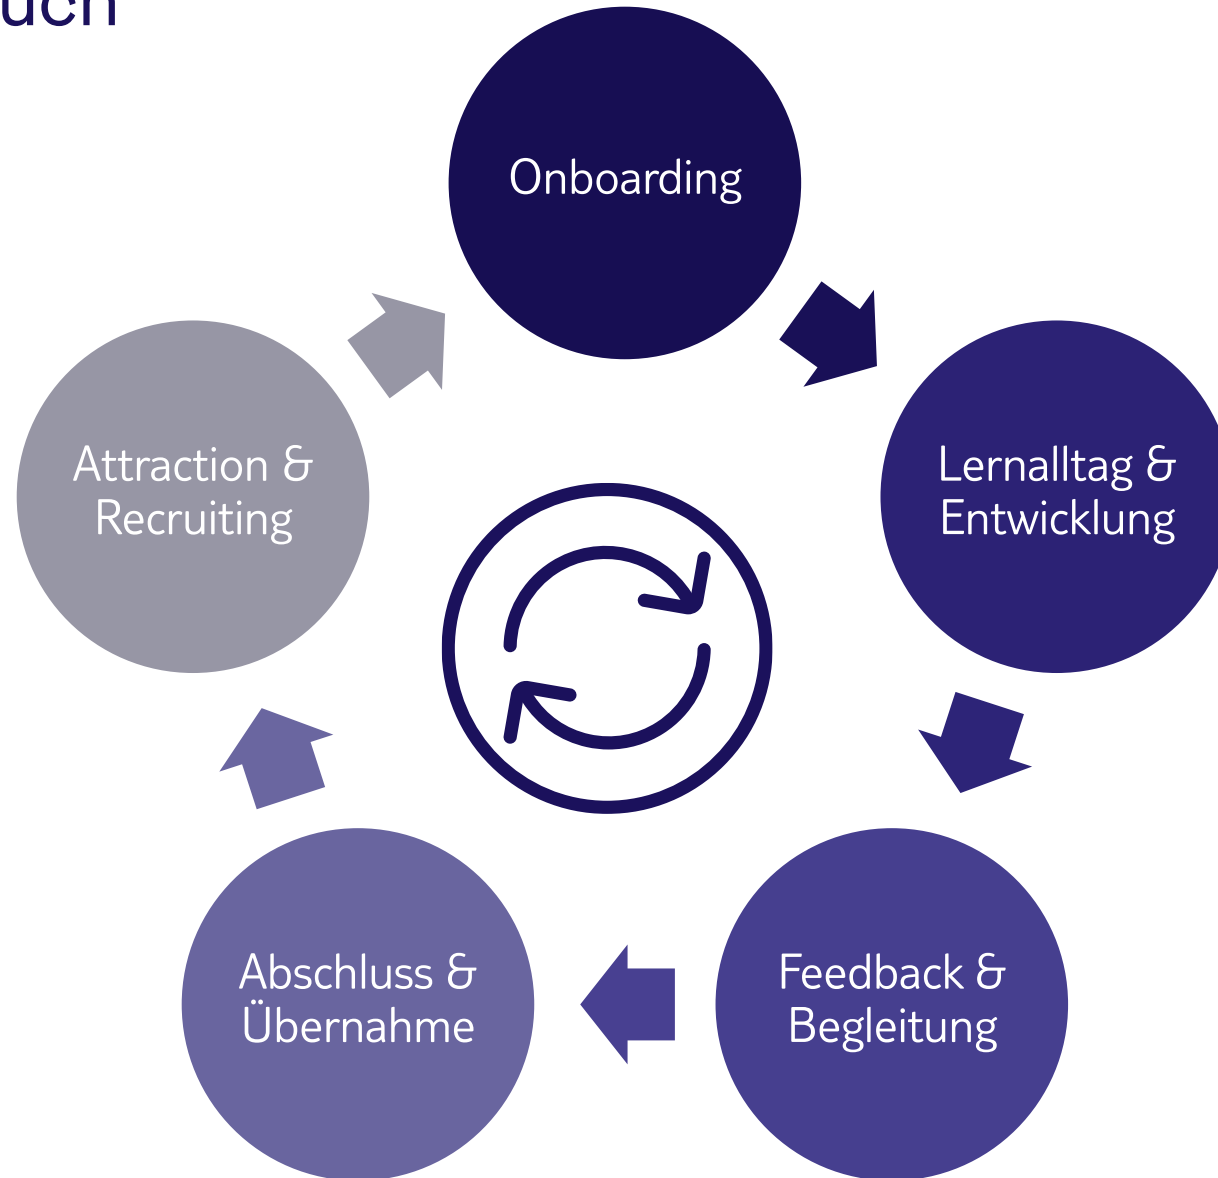 Onboarding
Attraction &
Recruiting
Lernalltag &
Entwicklung
Abschluss &
Übernahme
Feedback &
Begleitung